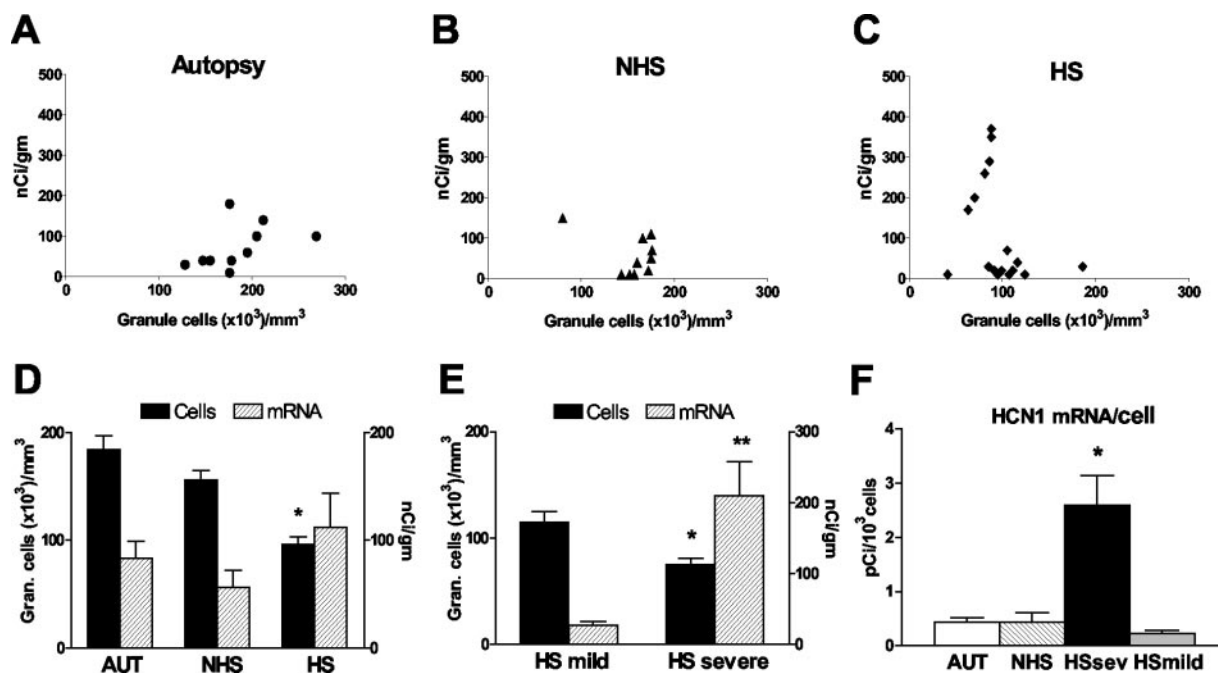 A
Autopsy
500
400
300
200
100
0
nCi/gm
0 100 200 300
Granule cells (x10³)/mm³
B
NHS
500
400
300
200
100
0
nCi/gm
0 100 200 300
Granule cells (x10³)/mm³
C
HS
500
400
300
200
100
0
nCi/gm
0 100 200 300
Granule cells (x10³)/mm³
D
Cells mRNA
200
100
0
Gran. cells (x10³)/mm³
*
200
100
0
nCi/gm
AUT NHS HS
E
Cells mRNA
200
100
0
Gran. cells (x10³)/mm³
* **
300
200
100
0
nCi/gm
HS mild HS severe
F
HCN1 mRNA/cell
4
3
2
1
0
pCi/10³ cells
*
AUT NHS HSsev HSmild